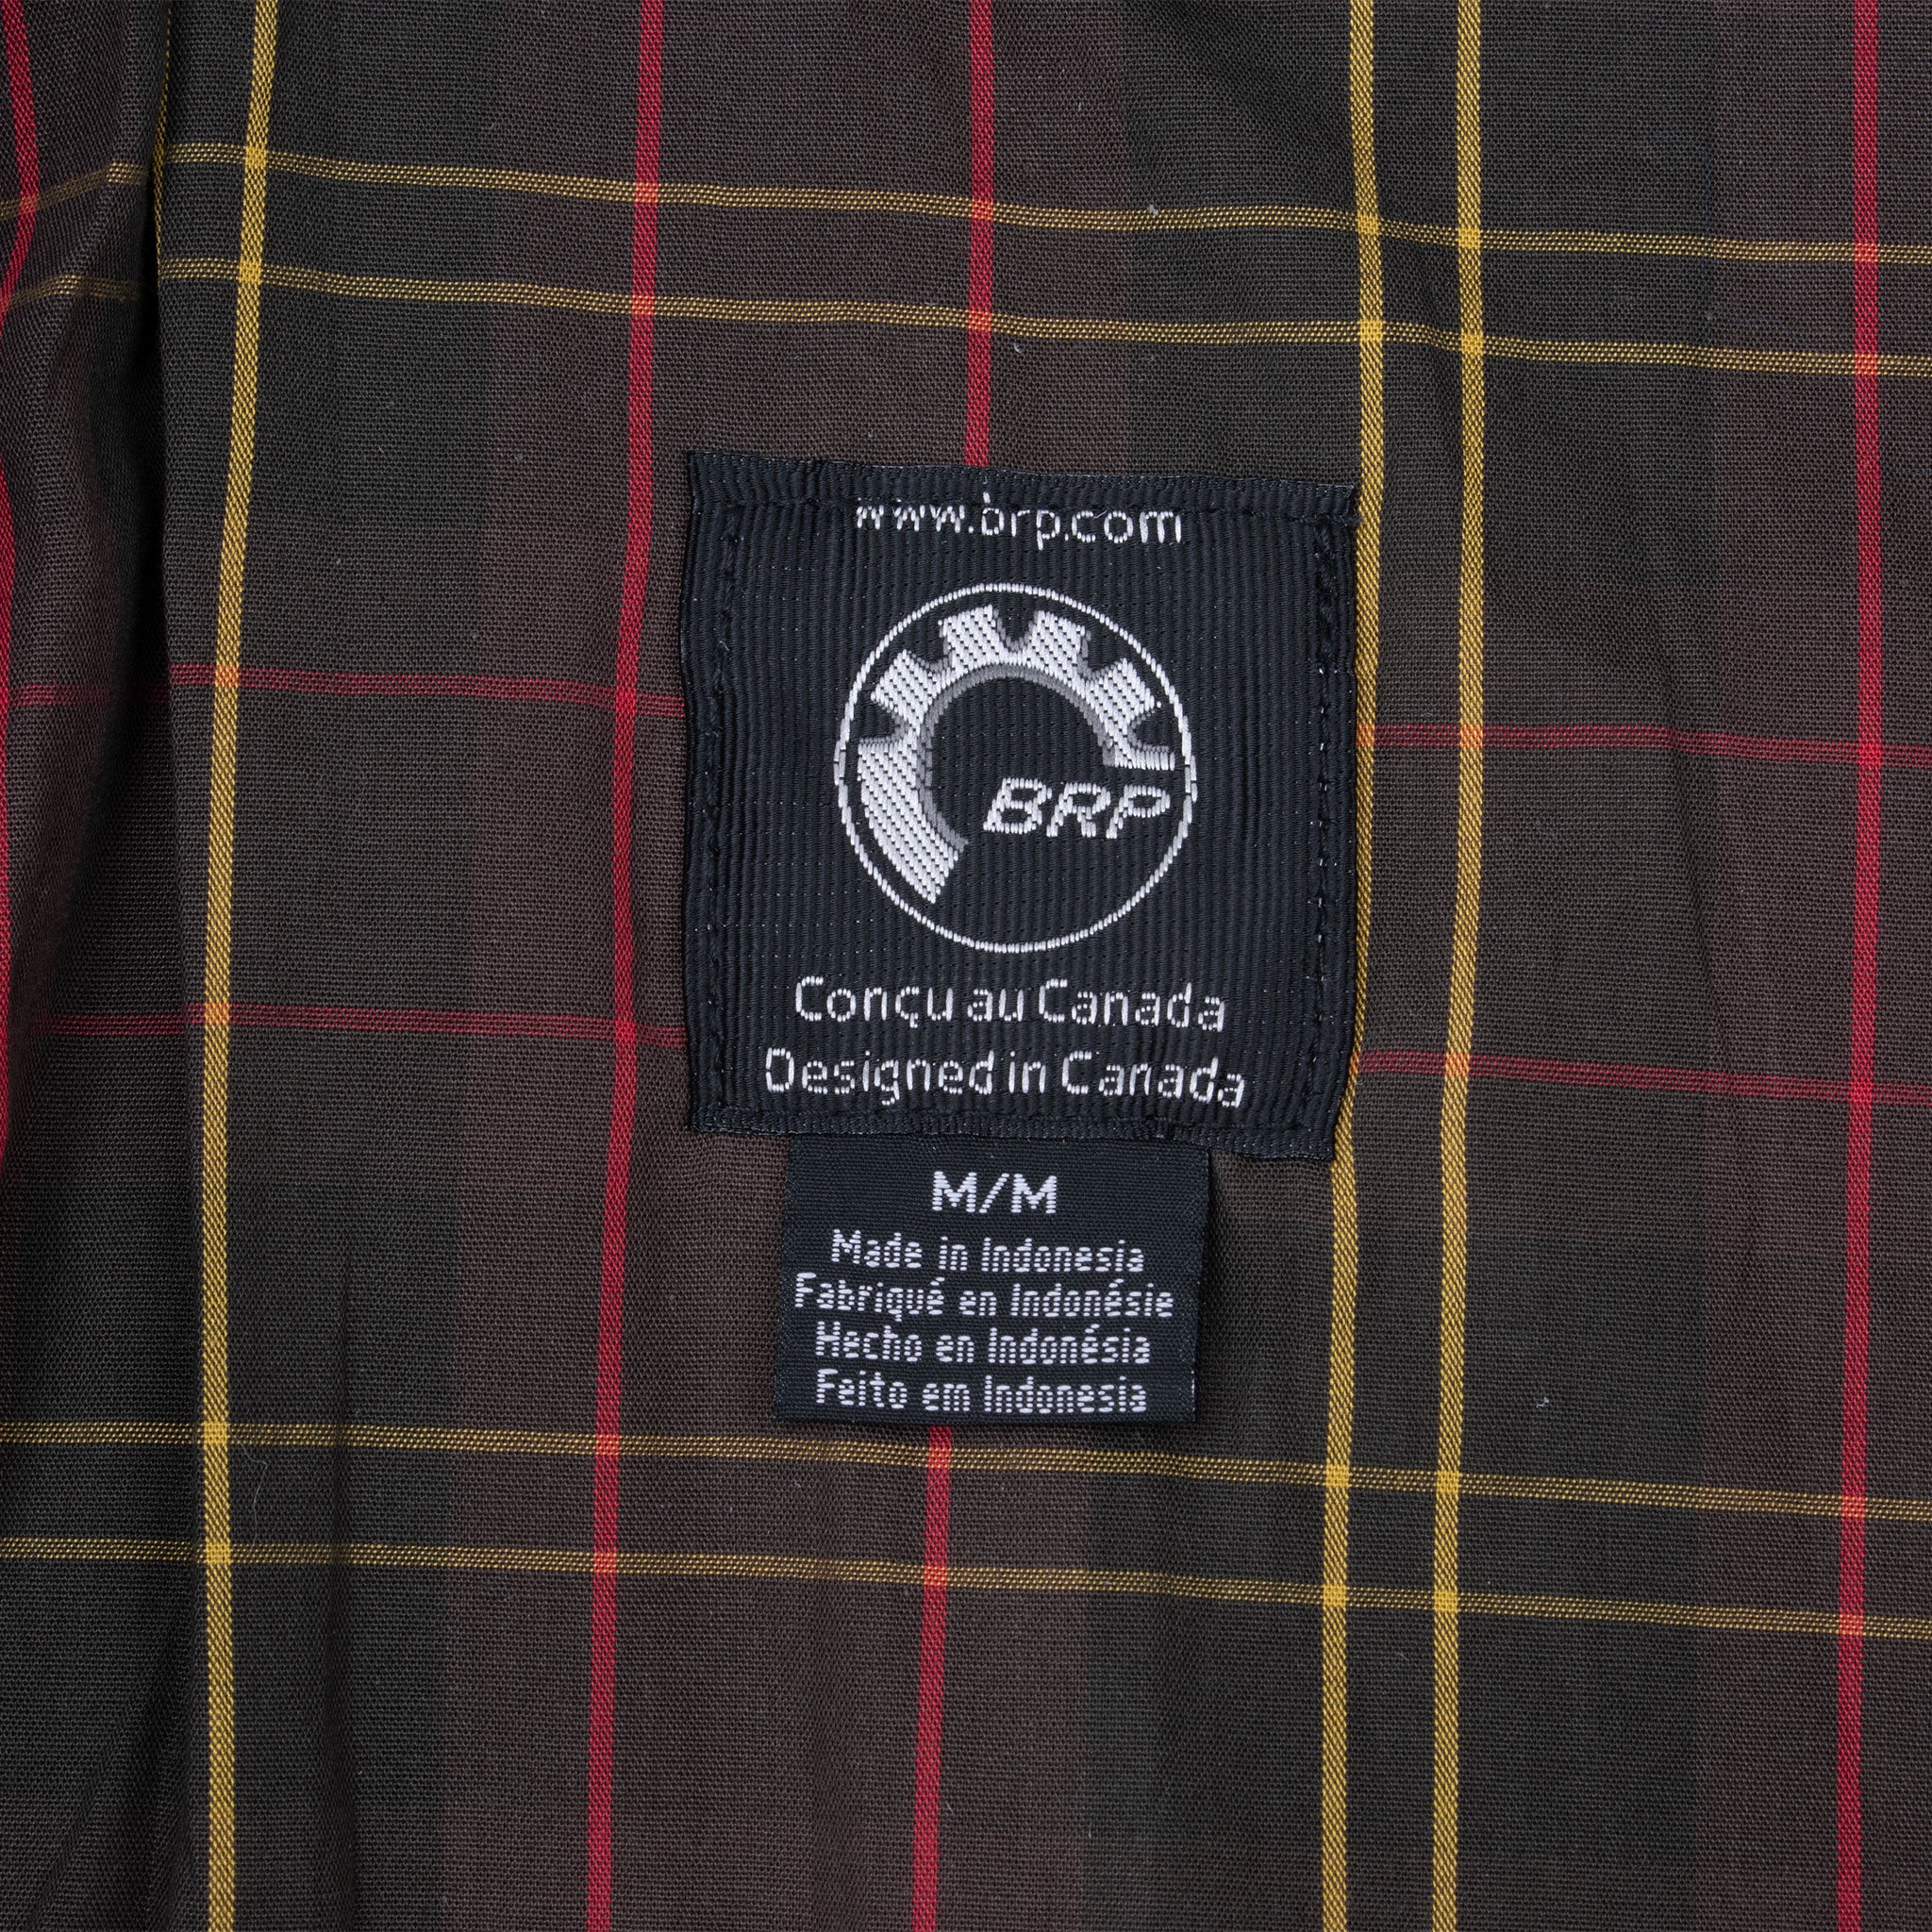 www.brp.com
BRP
Conçu au Canada
Designed in Canada
M/M
Made in Indonesia
Fabriqué en Indonésie
Hecho en Indonésia
Feito em Indonesia